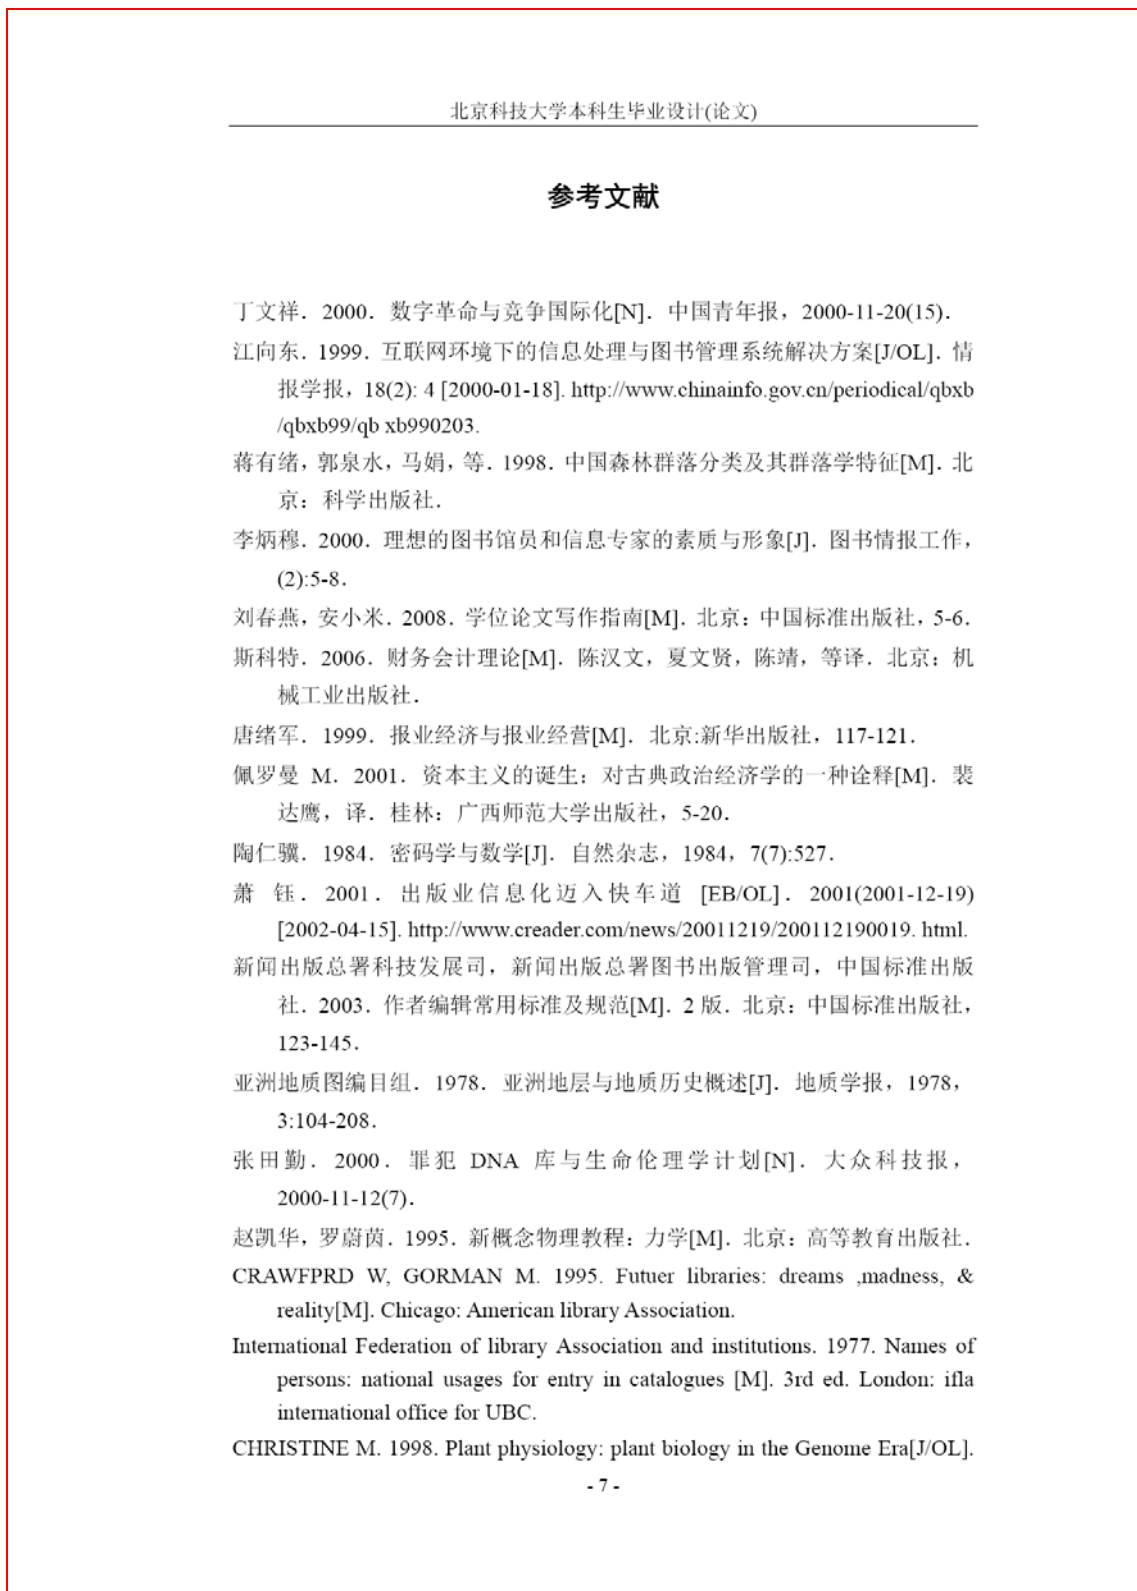 北京科技大学本科生毕业设计(论文)
参考文献
丁文祥．2000．数字革命与竞争国际化[N]．中国青年报，2000-11-20(15)．
江向东．1999．互联网环境下的信息处理与图书管理系统解决方案[J/OL]．情
报学报，18(2): 4 [2000-01-18]. http://www.chinainfo.gov.cn/periodical/qbxb
/qbxb99/qb xb990203.
蒋有绪，郭泉水，马娟，等．1998．中国森林群落分类及其群落学特征[M]．北
京：科学出版社．
李炳穆．2000．理想的图书馆员和信息专家的素质与形象[J]．图书情报工作，
(2):5-8．
刘春燕，安小米．2008．学位论文写作指南[M]．北京：中国标准出版社，5-6．
斯科特．2006．财务会计理论[M]．陈汉文，夏文贤，陈靖，等译．北京：机
械工业出版社．
唐绪军．1999．报业经济与报业经营[M]．北京:新华出版社，117-121．
佩罗曼 M．2001．资本主义的诞生：对古典政治经济学的一种诠释[M]．裴
达鹰，译．桂林：广西师范大学出版社，5-20．
陶仁骥．1984．密码学与数学[J]．自然杂志，1984，7(7):527．
萧 钰．2001．出版业信息化迈入快车道 [EB/OL]．2001(2001-12-19)
[2002-04-15]. http://www.creader.com/news/20011219/200112190019. html.
新闻出版总署科技发展司，新闻出版总署图书出版管理司，中国标准出版
社．2003．作者编辑常用标准及规范[M]．2 版．北京：中国标准出版社，
123-145．
亚洲地质图编目组．1978．亚洲地层与地质历史概述[J]．地质学报，1978，
3:104-208．
张田勤．2000．罪犯 DNA 库与生命伦理学计划[N]．大众科技报，
2000-11-12(7)．
赵凯华，罗蔚茵．1995．新概念物理教程：力学[M]．北京：高等教育出版社．
CRAWFPRD W, GORMAN M. 1995. Futuer libraries: dreams ,madness, &
reality[M]. Chicago: American library Association.
International Federation of library Association and institutions. 1977. Names of
persons: national usages for entry in catalogues [M]. 3rd ed. London: ifla
international office for UBC.
CHRISTINE M. 1998. Plant physiology: plant biology in the Genome Era[J/OL].
- 7 -